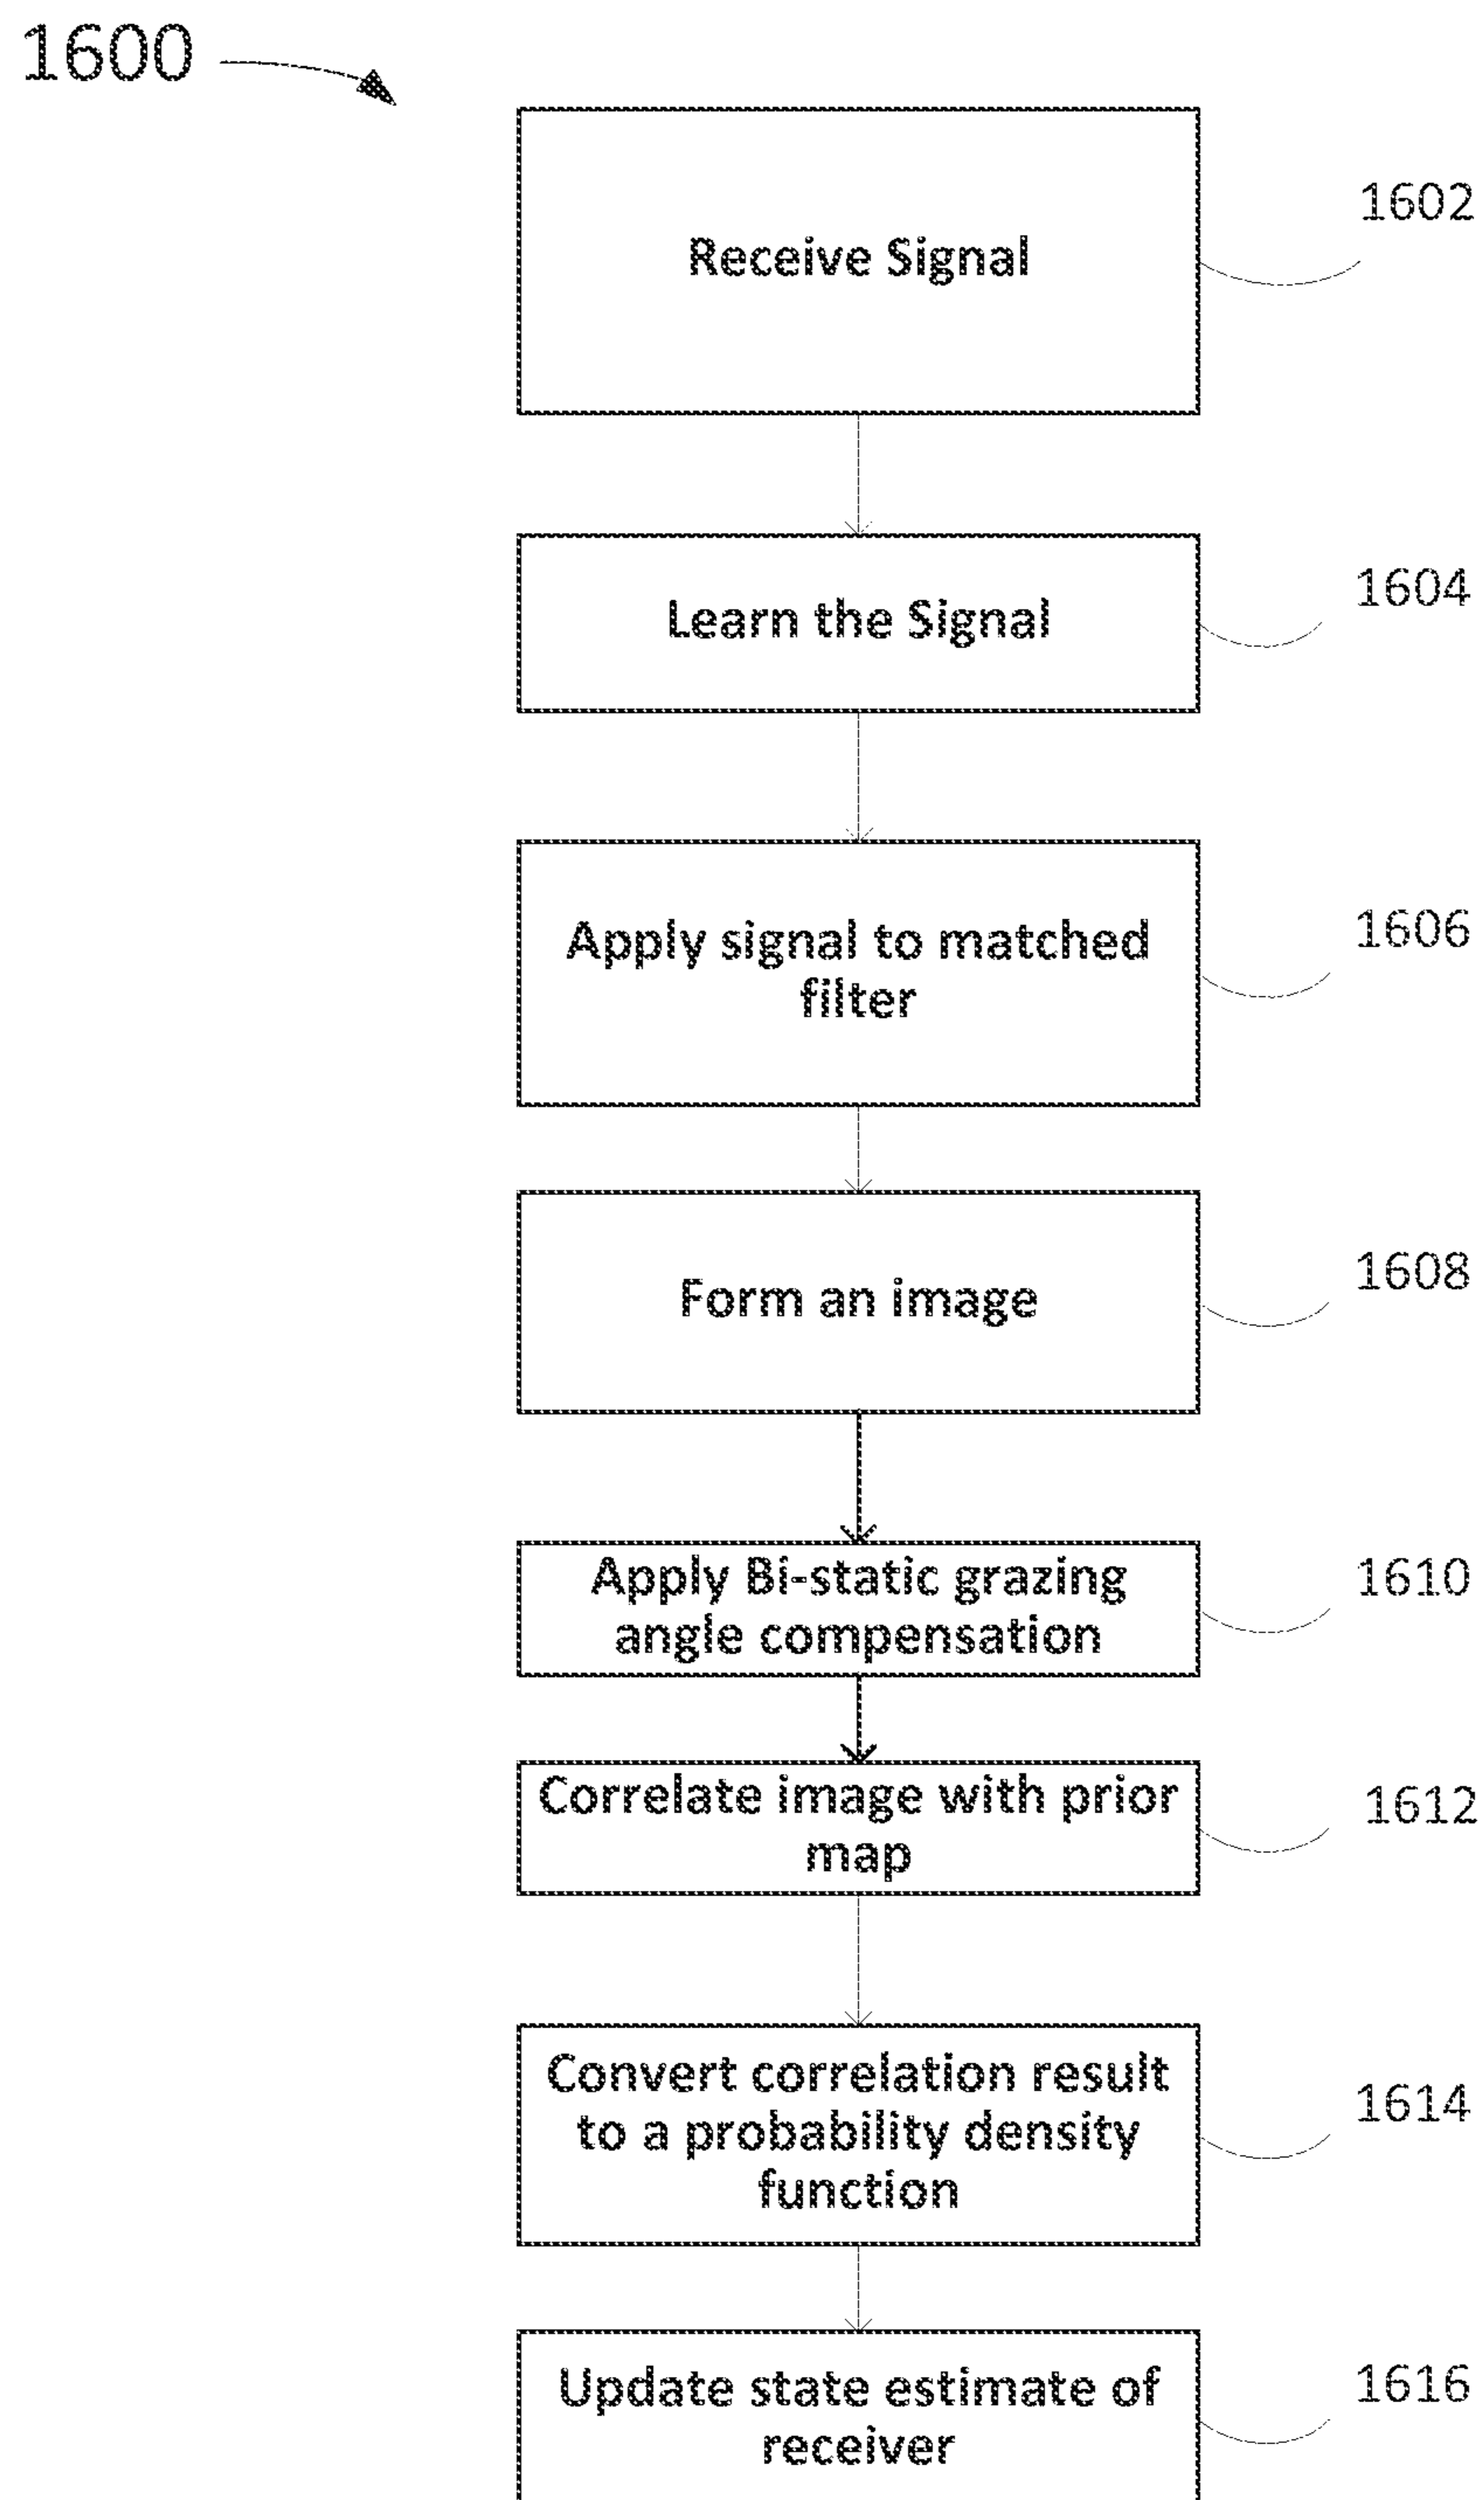 1600
Receive Signal
1602
Learn the Signal
1604
Apply signal to matched
filter
1606
Form an image
1608
Apply Bi-static grazing
angle compensation
1610
Correlate image with prior
map
1612
Convert correlation result
to a probability density
function
1614
Update state estimate of
receiver
1616